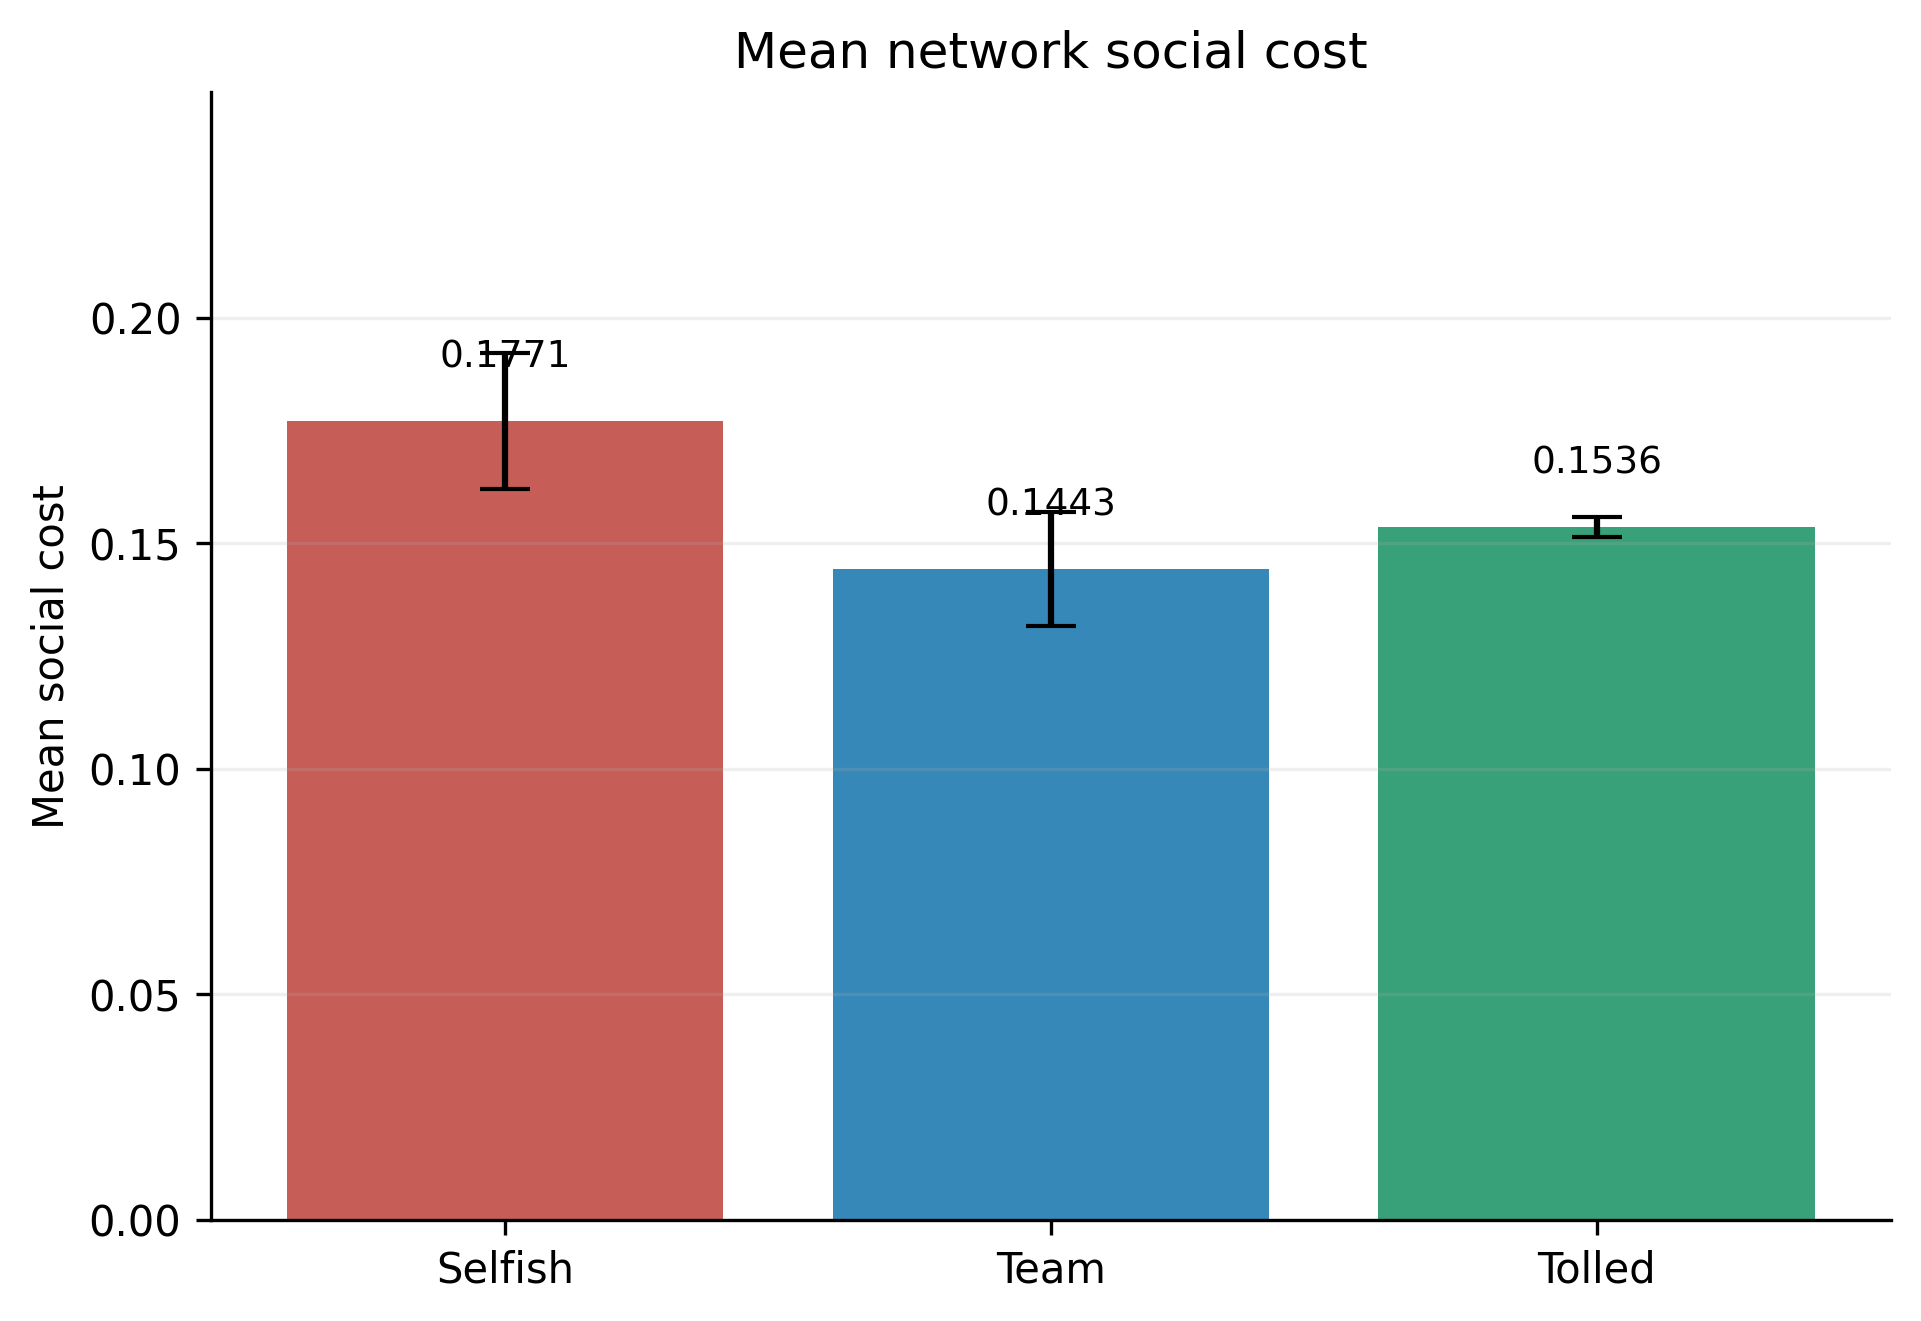 Mean network social cost
Mean social cost
0.20
0.15
0.10
0.05
0.00
0.1771
0.1443
0.1536
Selfish
Team
Tolled